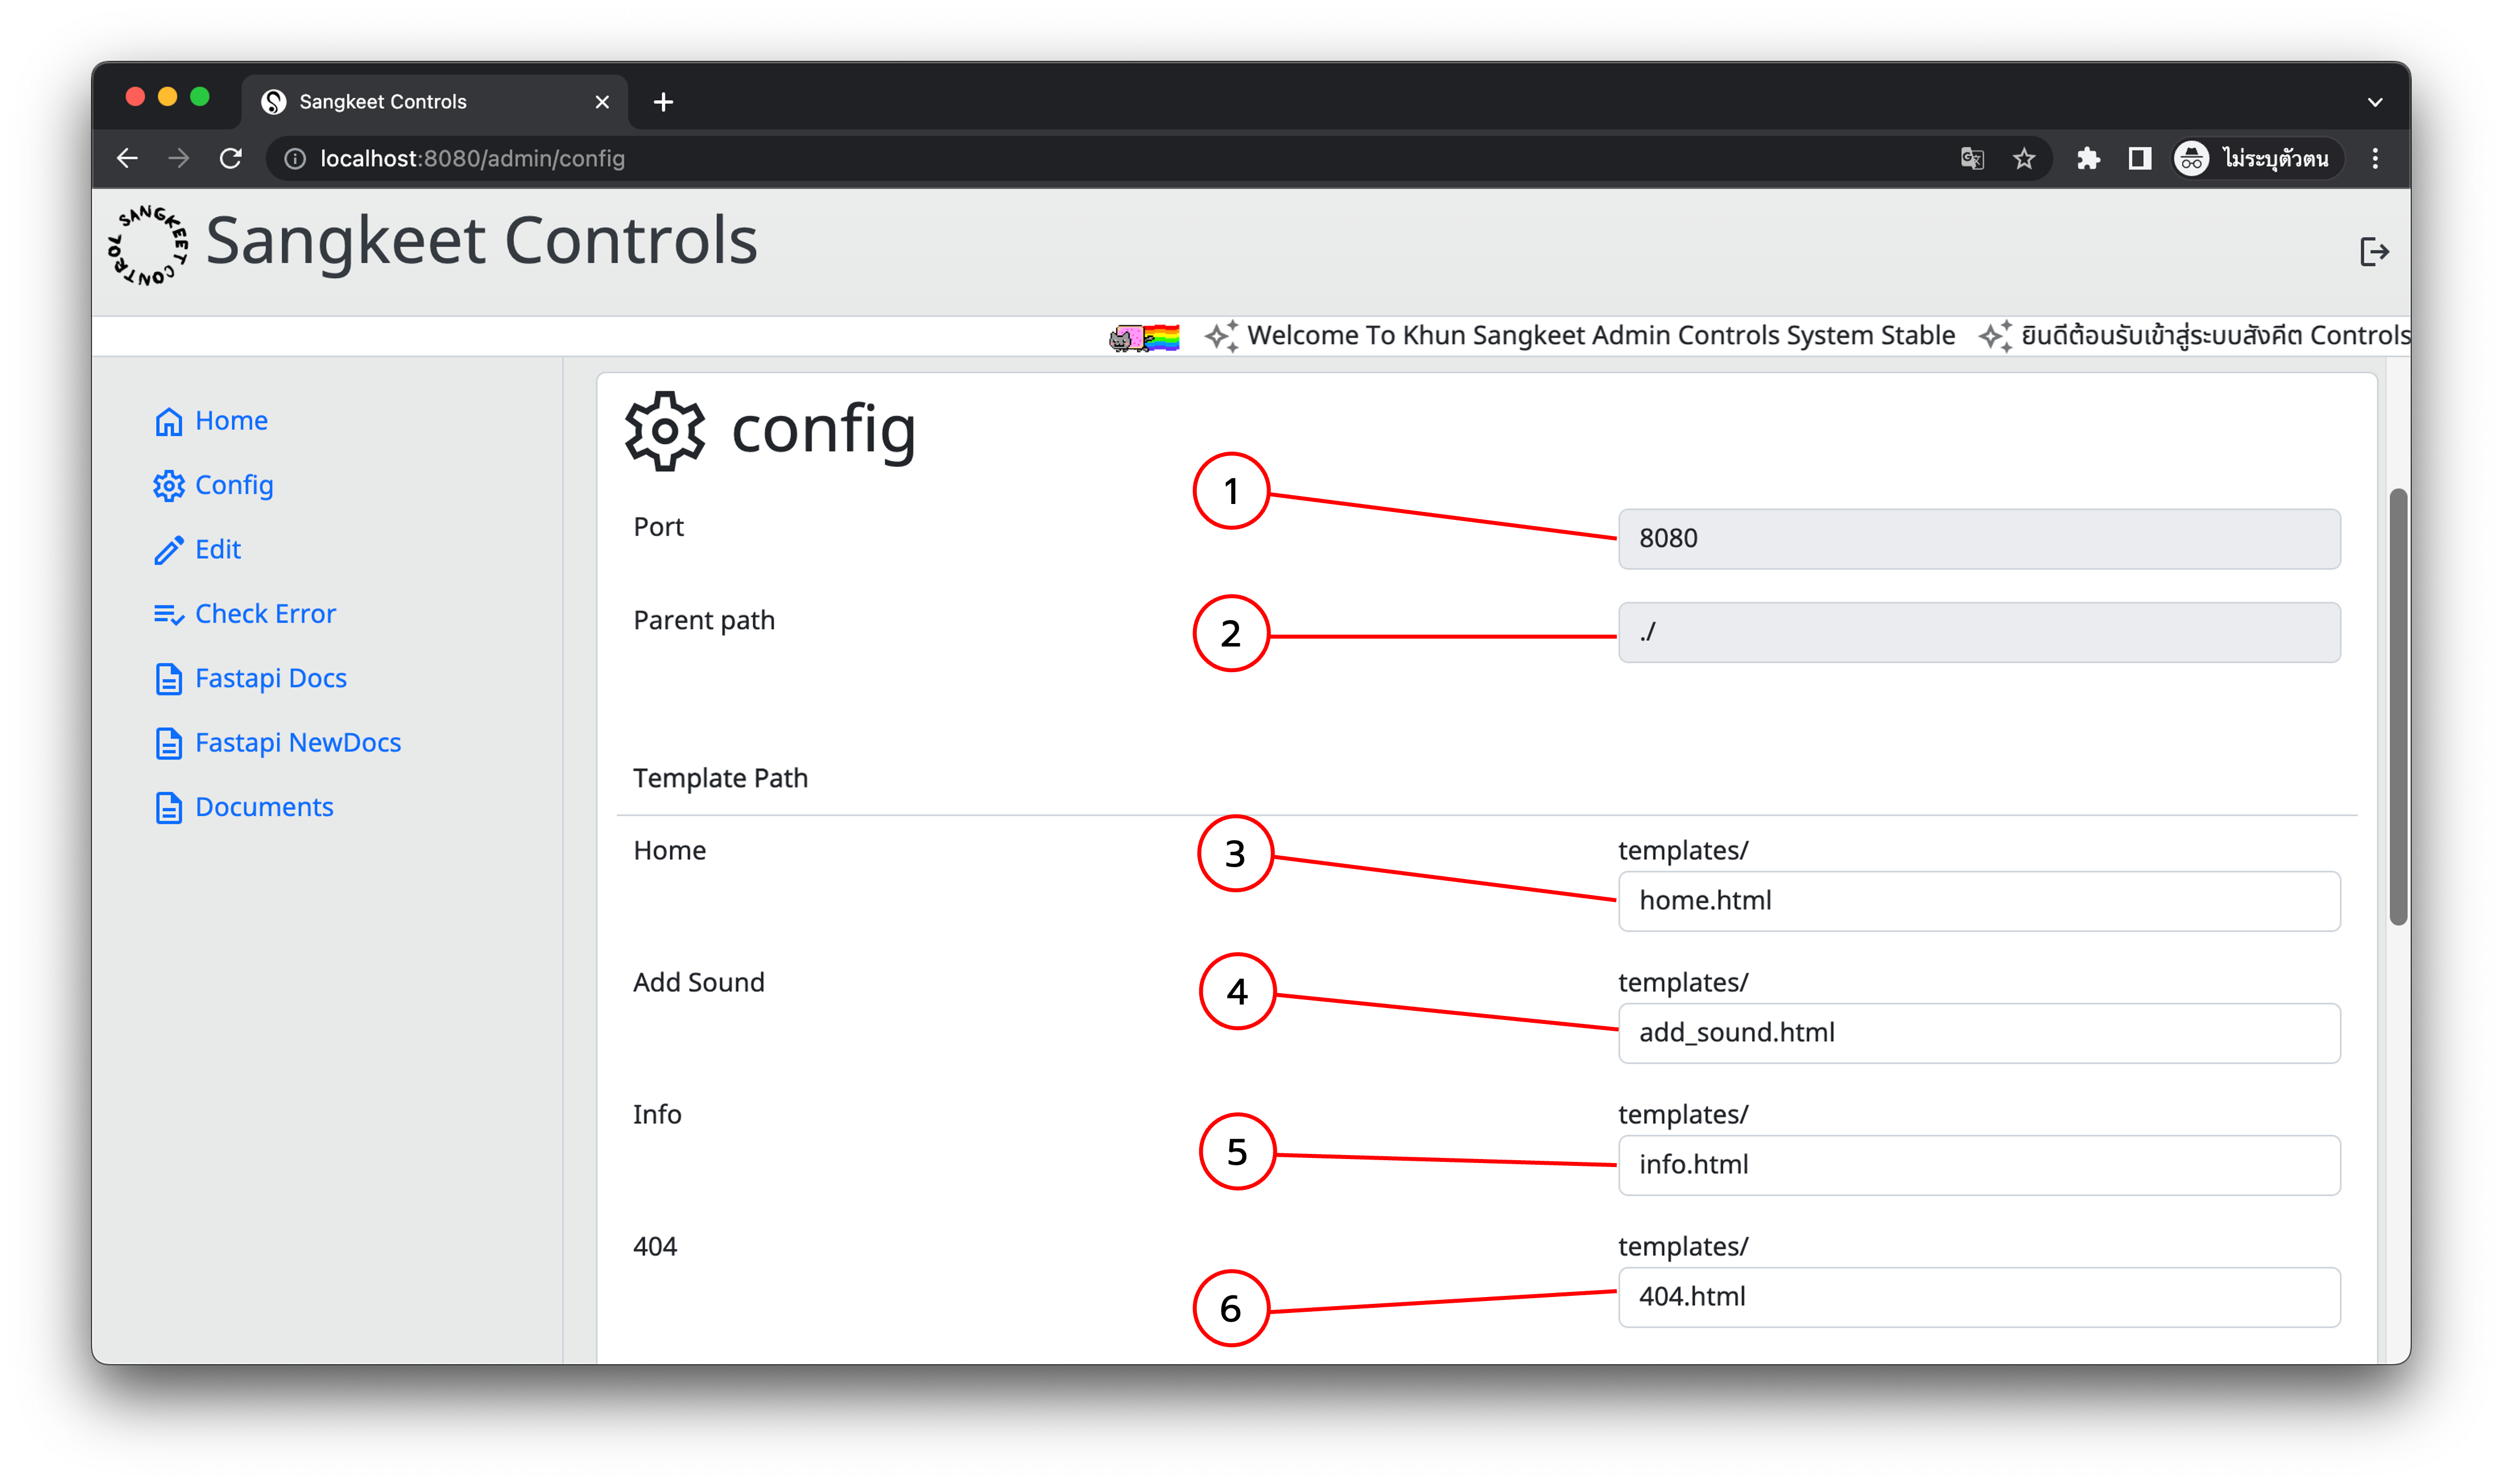 Sangkeet Controls
localhost:8080/admin/config
ไม่ระบุตัวตน
SANGKEET CONTROL
Sangkeet Controls
Welcome To Khun Sangkeet Admin Controls System Stable ยินดีต้อนรับเข้าสู่ระบบสังคีต Controls
Home
Config
Edit
Check Error
Fastapi Docs
Fastapi NewDocs
Documents
config
1
Port
8080
2
Parent path
./
Template Path
3
Home
templates/
home.html
4
Add Sound
templates/
add_sound.html
5
Info
templates/
info.html
6
404
templates/
404.html